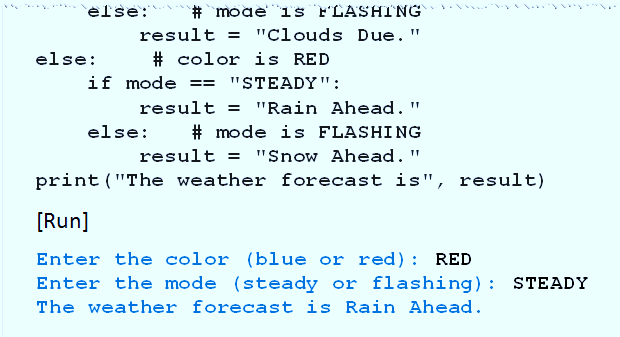 else:   # mode is FLASHING
        result = "Clouds Due."
else:    # color is RED
    if mode == "STEADY":
        result = "Rain Ahead."
    else:   # mode is FLASHING
        result = "Snow Ahead."
print("The weather forecast is", result)
[Run]
Enter the color (blue or red): RED
Enter the mode (steady or flashing): STEADY
The weather forecast is Rain Ahead.